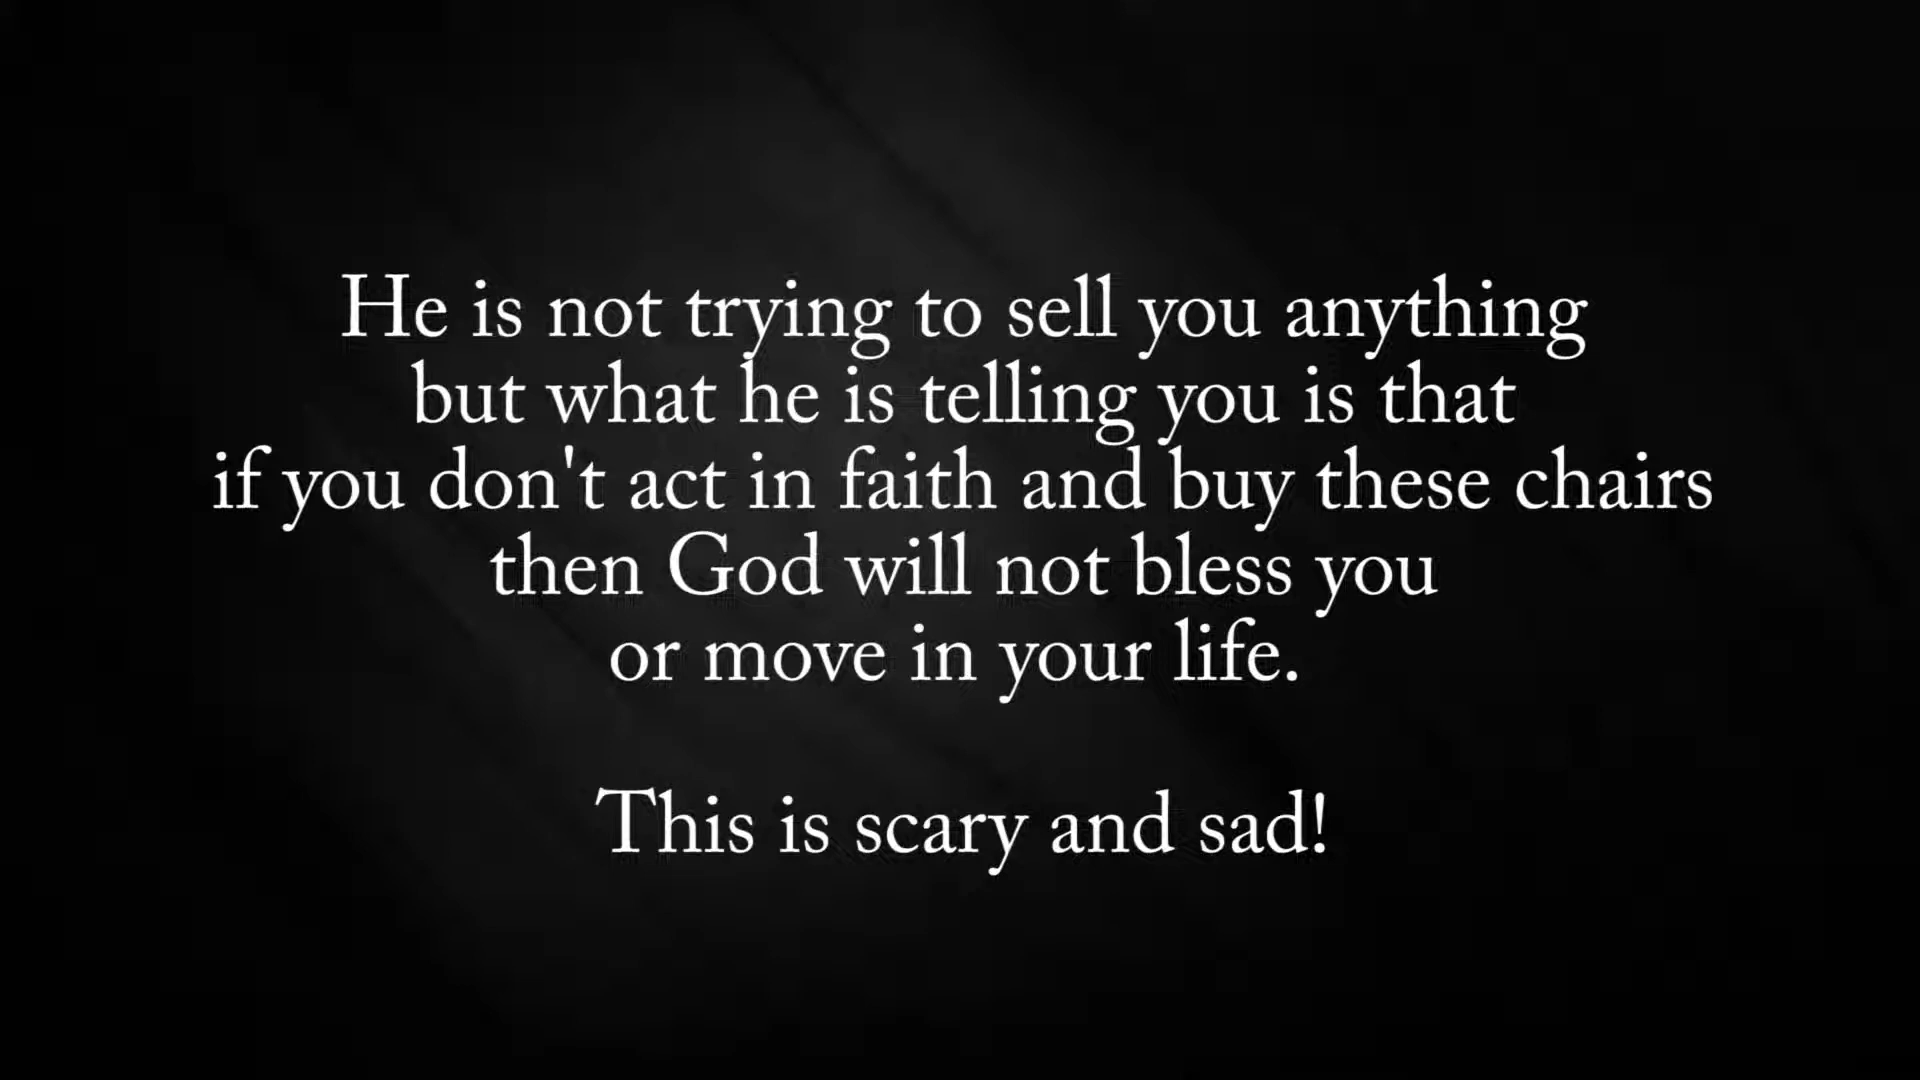 He is not trying to sell you anything
but what he is telling you is that
if you don't act in faith and buy these chairs
then God will not bless you
or move in your life.
This is scary and sad!